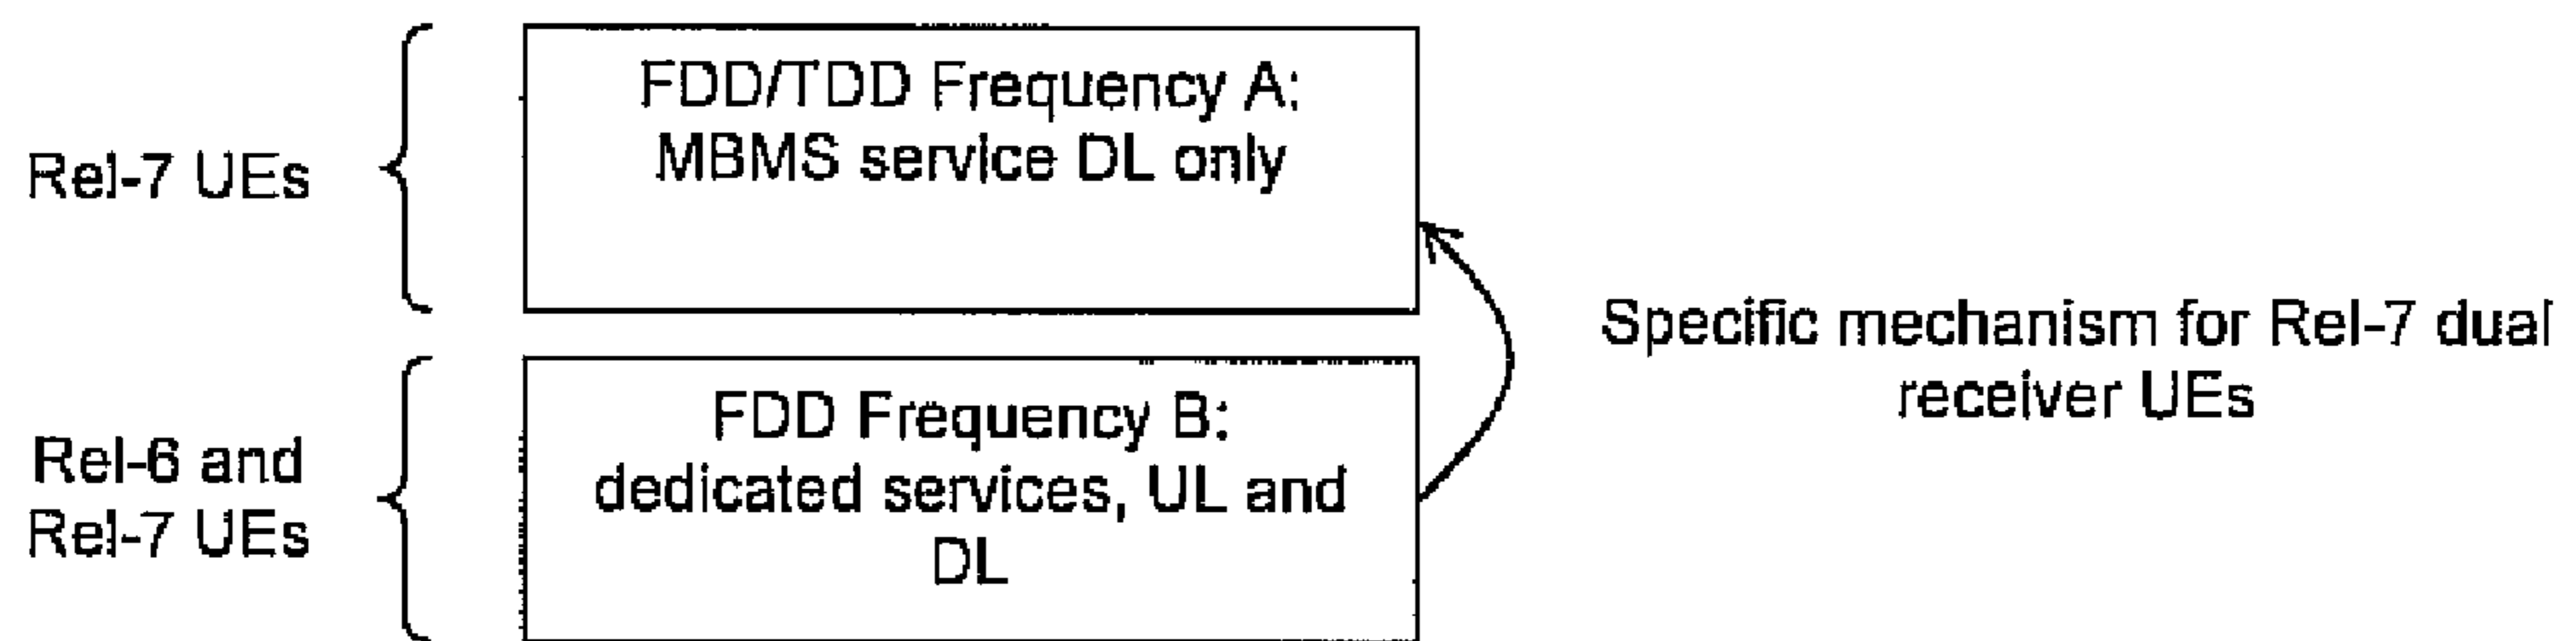 Rel-7 UEs
FDD/TDD Frequency A:
MBMS service DL only
Rel-6 and
Rel-7 UEs
FDD Frequency B:
dedicated services, UL and
DL
Specific mechanism for Rel-7 dual
receiver UEs